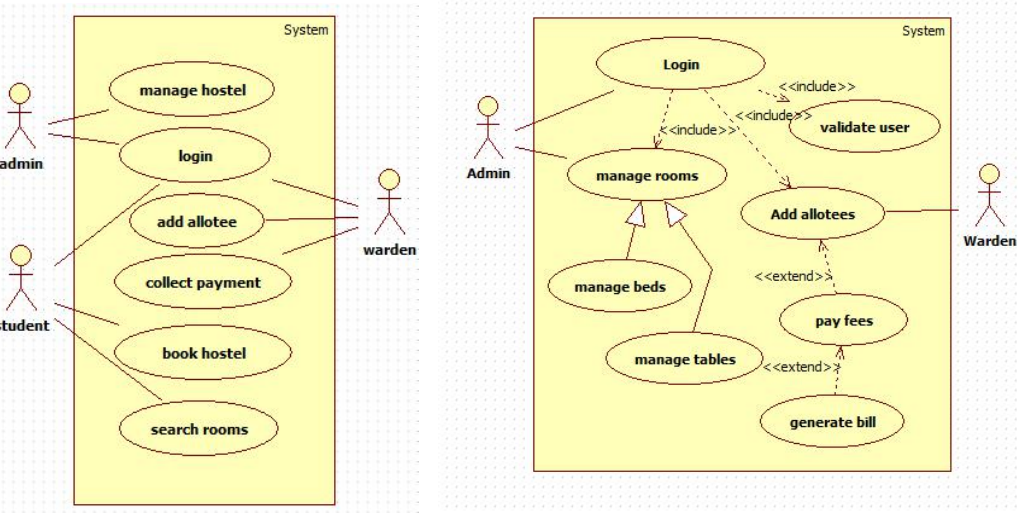 System
manage hostel
admin
login
add allotee
warden
collect payment
student
book hostel
search rooms
System
Login
<<include>>
<<include>>
<<include>>
validate user
Admin
manage rooms
Add allotees
Warden
<<extend>>
manage beds
pay fees
manage tables
<<extend>>
generate bill